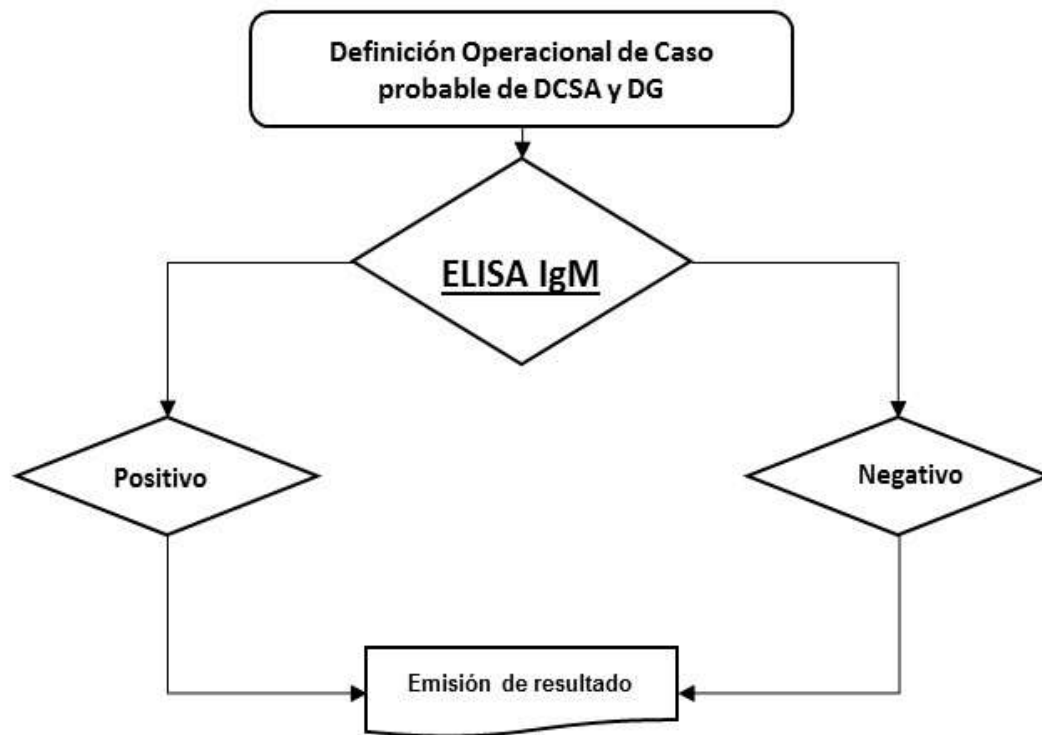 Definición Operacional de Caso
probable de DCSA y DG
ELISA IgM
Positivo
Negativo
Emisión de resultado